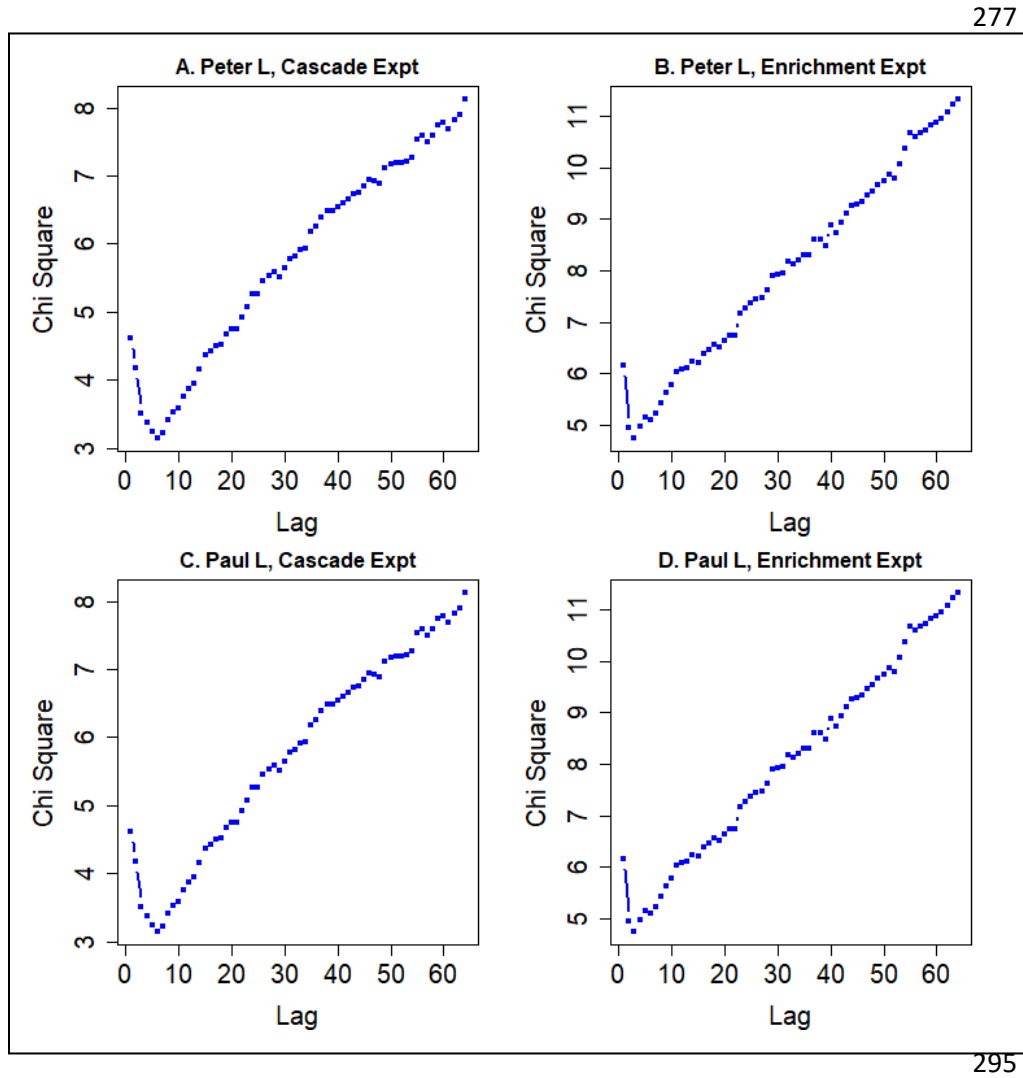 277
A. Peter L, Cascade Expt
B. Peter L, Enrichment Expt
Chi Square
3 4 5 6 7 8
0 10 20 30 40 50 60
Lag
Chi Square
5 6 7 8 9 10 11
0 10 20 30 40 50 60
Lag
C. Paul L, Cascade Expt
D. Paul L, Enrichment Expt
Chi Square
3 4 5 6 7 8
0 10 20 30 40 50 60
Lag
Chi Square
5 6 7 8 9 10 11
0 10 20 30 40 50 60
Lag
295